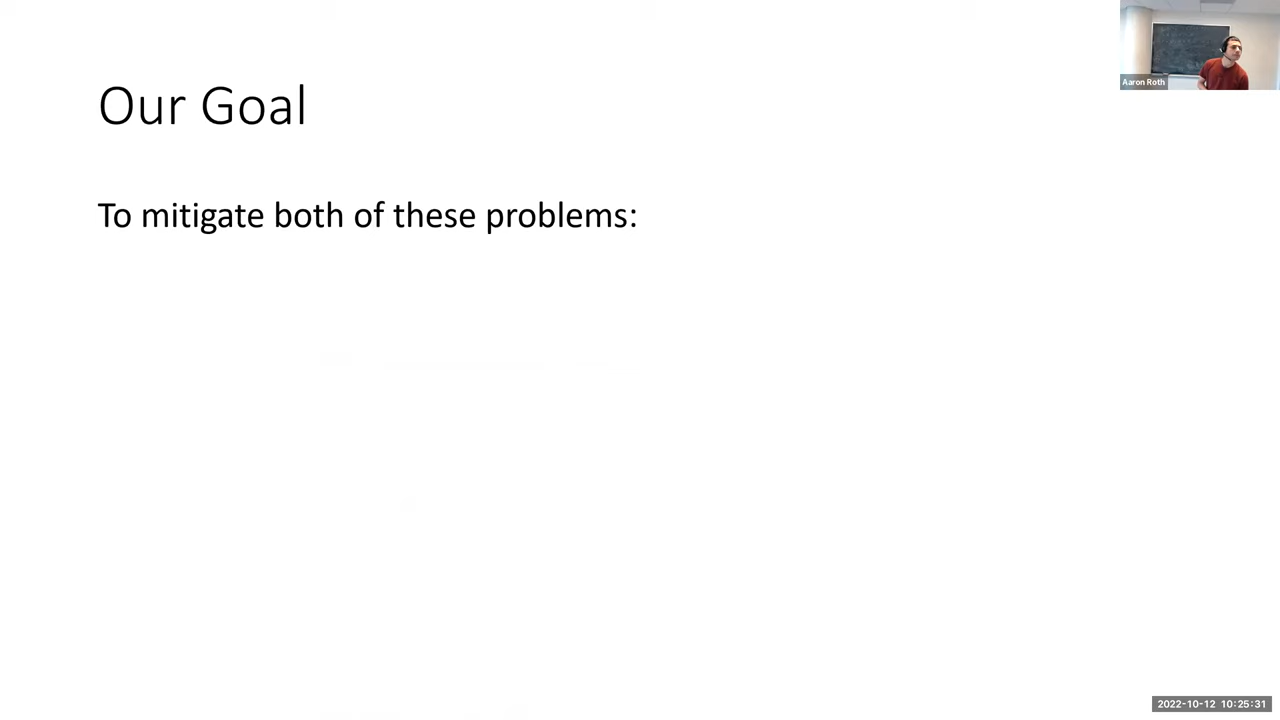 Aaron Roth
Our Goal
To mitigate both of these problems:
2022-10-12 10:25:31